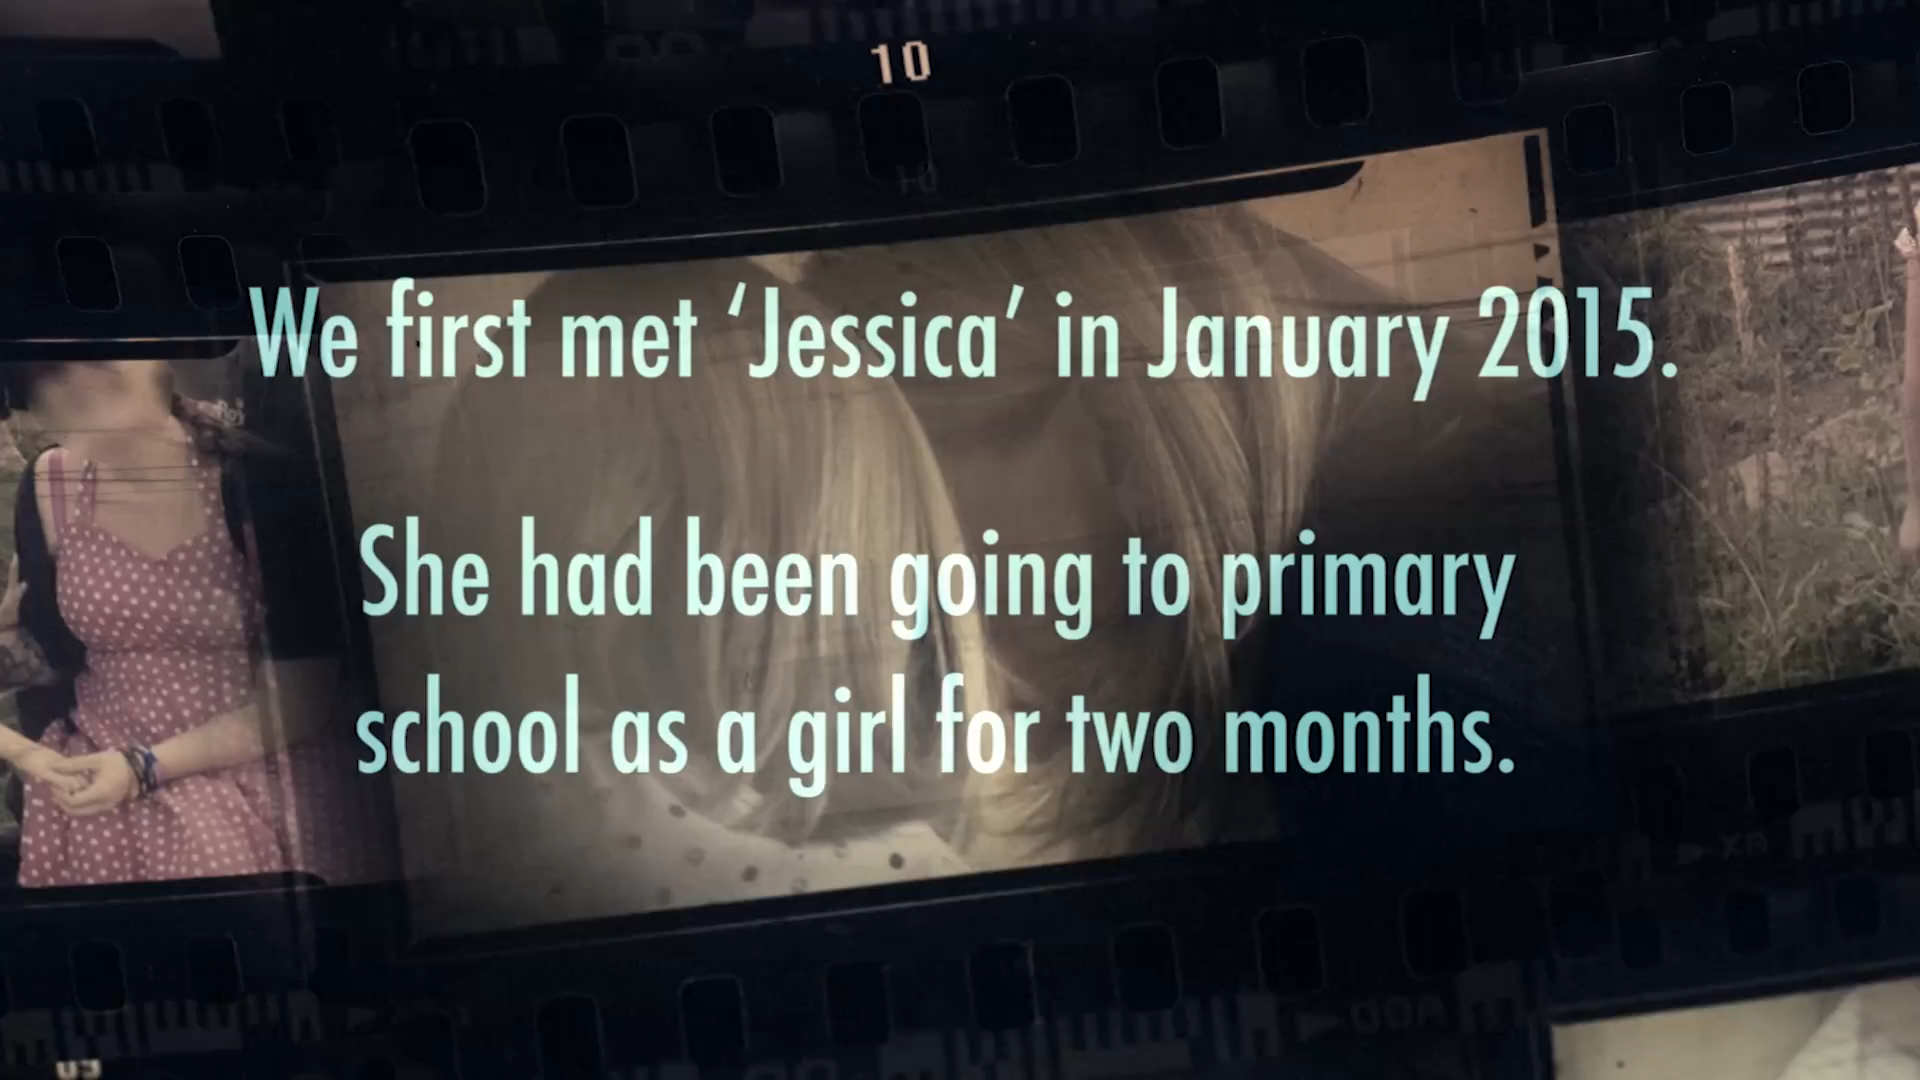 10
We first met ‘Jessica’ in January 2015.
She had been going to primary
school as a girl for two months.